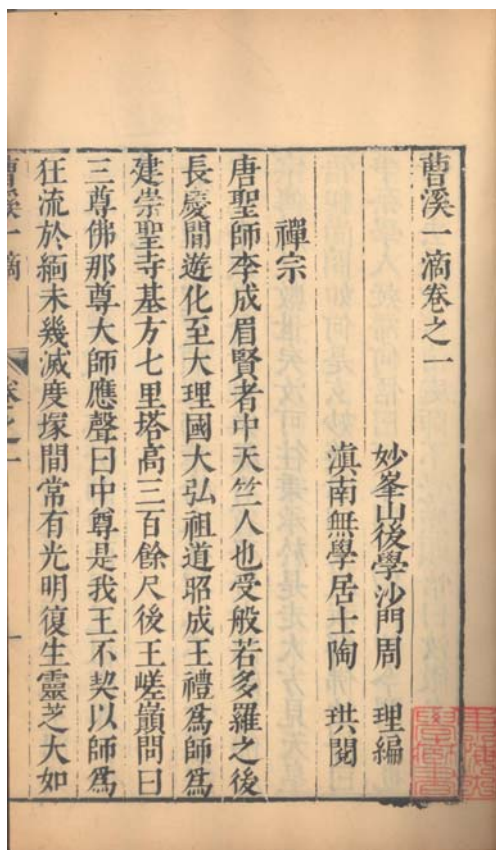 曹溪一滴卷之一
妙峯山後學沙門周　理編
滇南無學居士陶　珙閱
禪宗
唐聖師李成眉賢者中天竺人也受般若多羅之後
長慶間遊化至大理國大弘祖道昭成王禮爲師爲
建崇聖寺基方七里塔高三百餘尺後王嵯巔問曰
三尊佛那尊大師應聲曰中尊是我王不契以師爲
狂流於緬未幾滅度塚間常有光明復生靈芝大如
曹溪一滴　卷之一　一